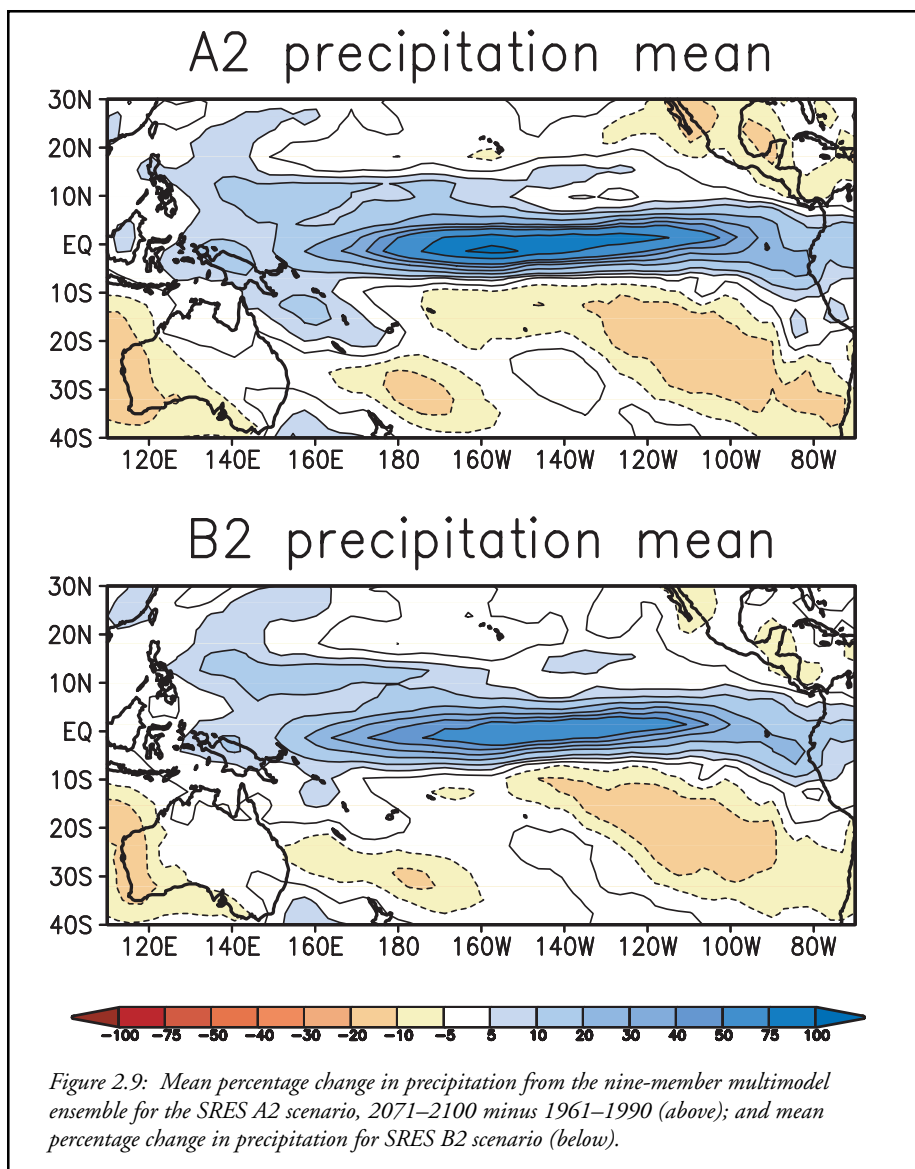 A2 precipitation mean
30N
20N
10N
EQ
10S
20S
30S
40S
120E 140E 160E 180 160W 140W 120W 100W 80W
B2 precipitation mean
30N
20N
10N
EQ
10S
20S
30S
40S
120E 140E 160E 180 160W 140W 120W 100W 80W
−100 −75 −50 −40 −30 −20 −10 −5 5 10 20 30 40 50 75 100
Figure 2.9: Mean percentage change in precipitation from the nine-member multimodel
ensemble for the SRES A2 scenario, 2071–2100 minus 1961–1990 (above); and mean
percentage change in precipitation for SRES B2 scenario (below).